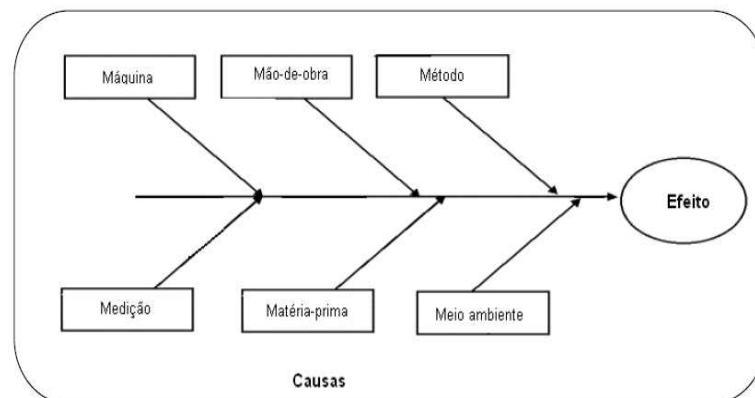 Máquina
Mão-de-obra
Método
Efeito
Medição
Matéria-prima
Meio ambiente
Causas